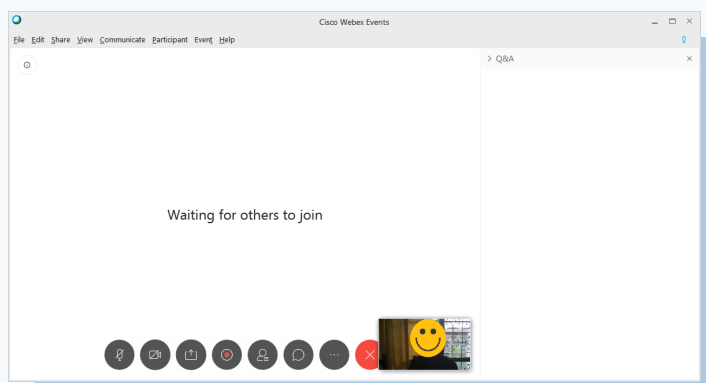 Cisco Webex Events
File Edit Share View Communicate Participant Event Help
Q&A
Waiting for others to join